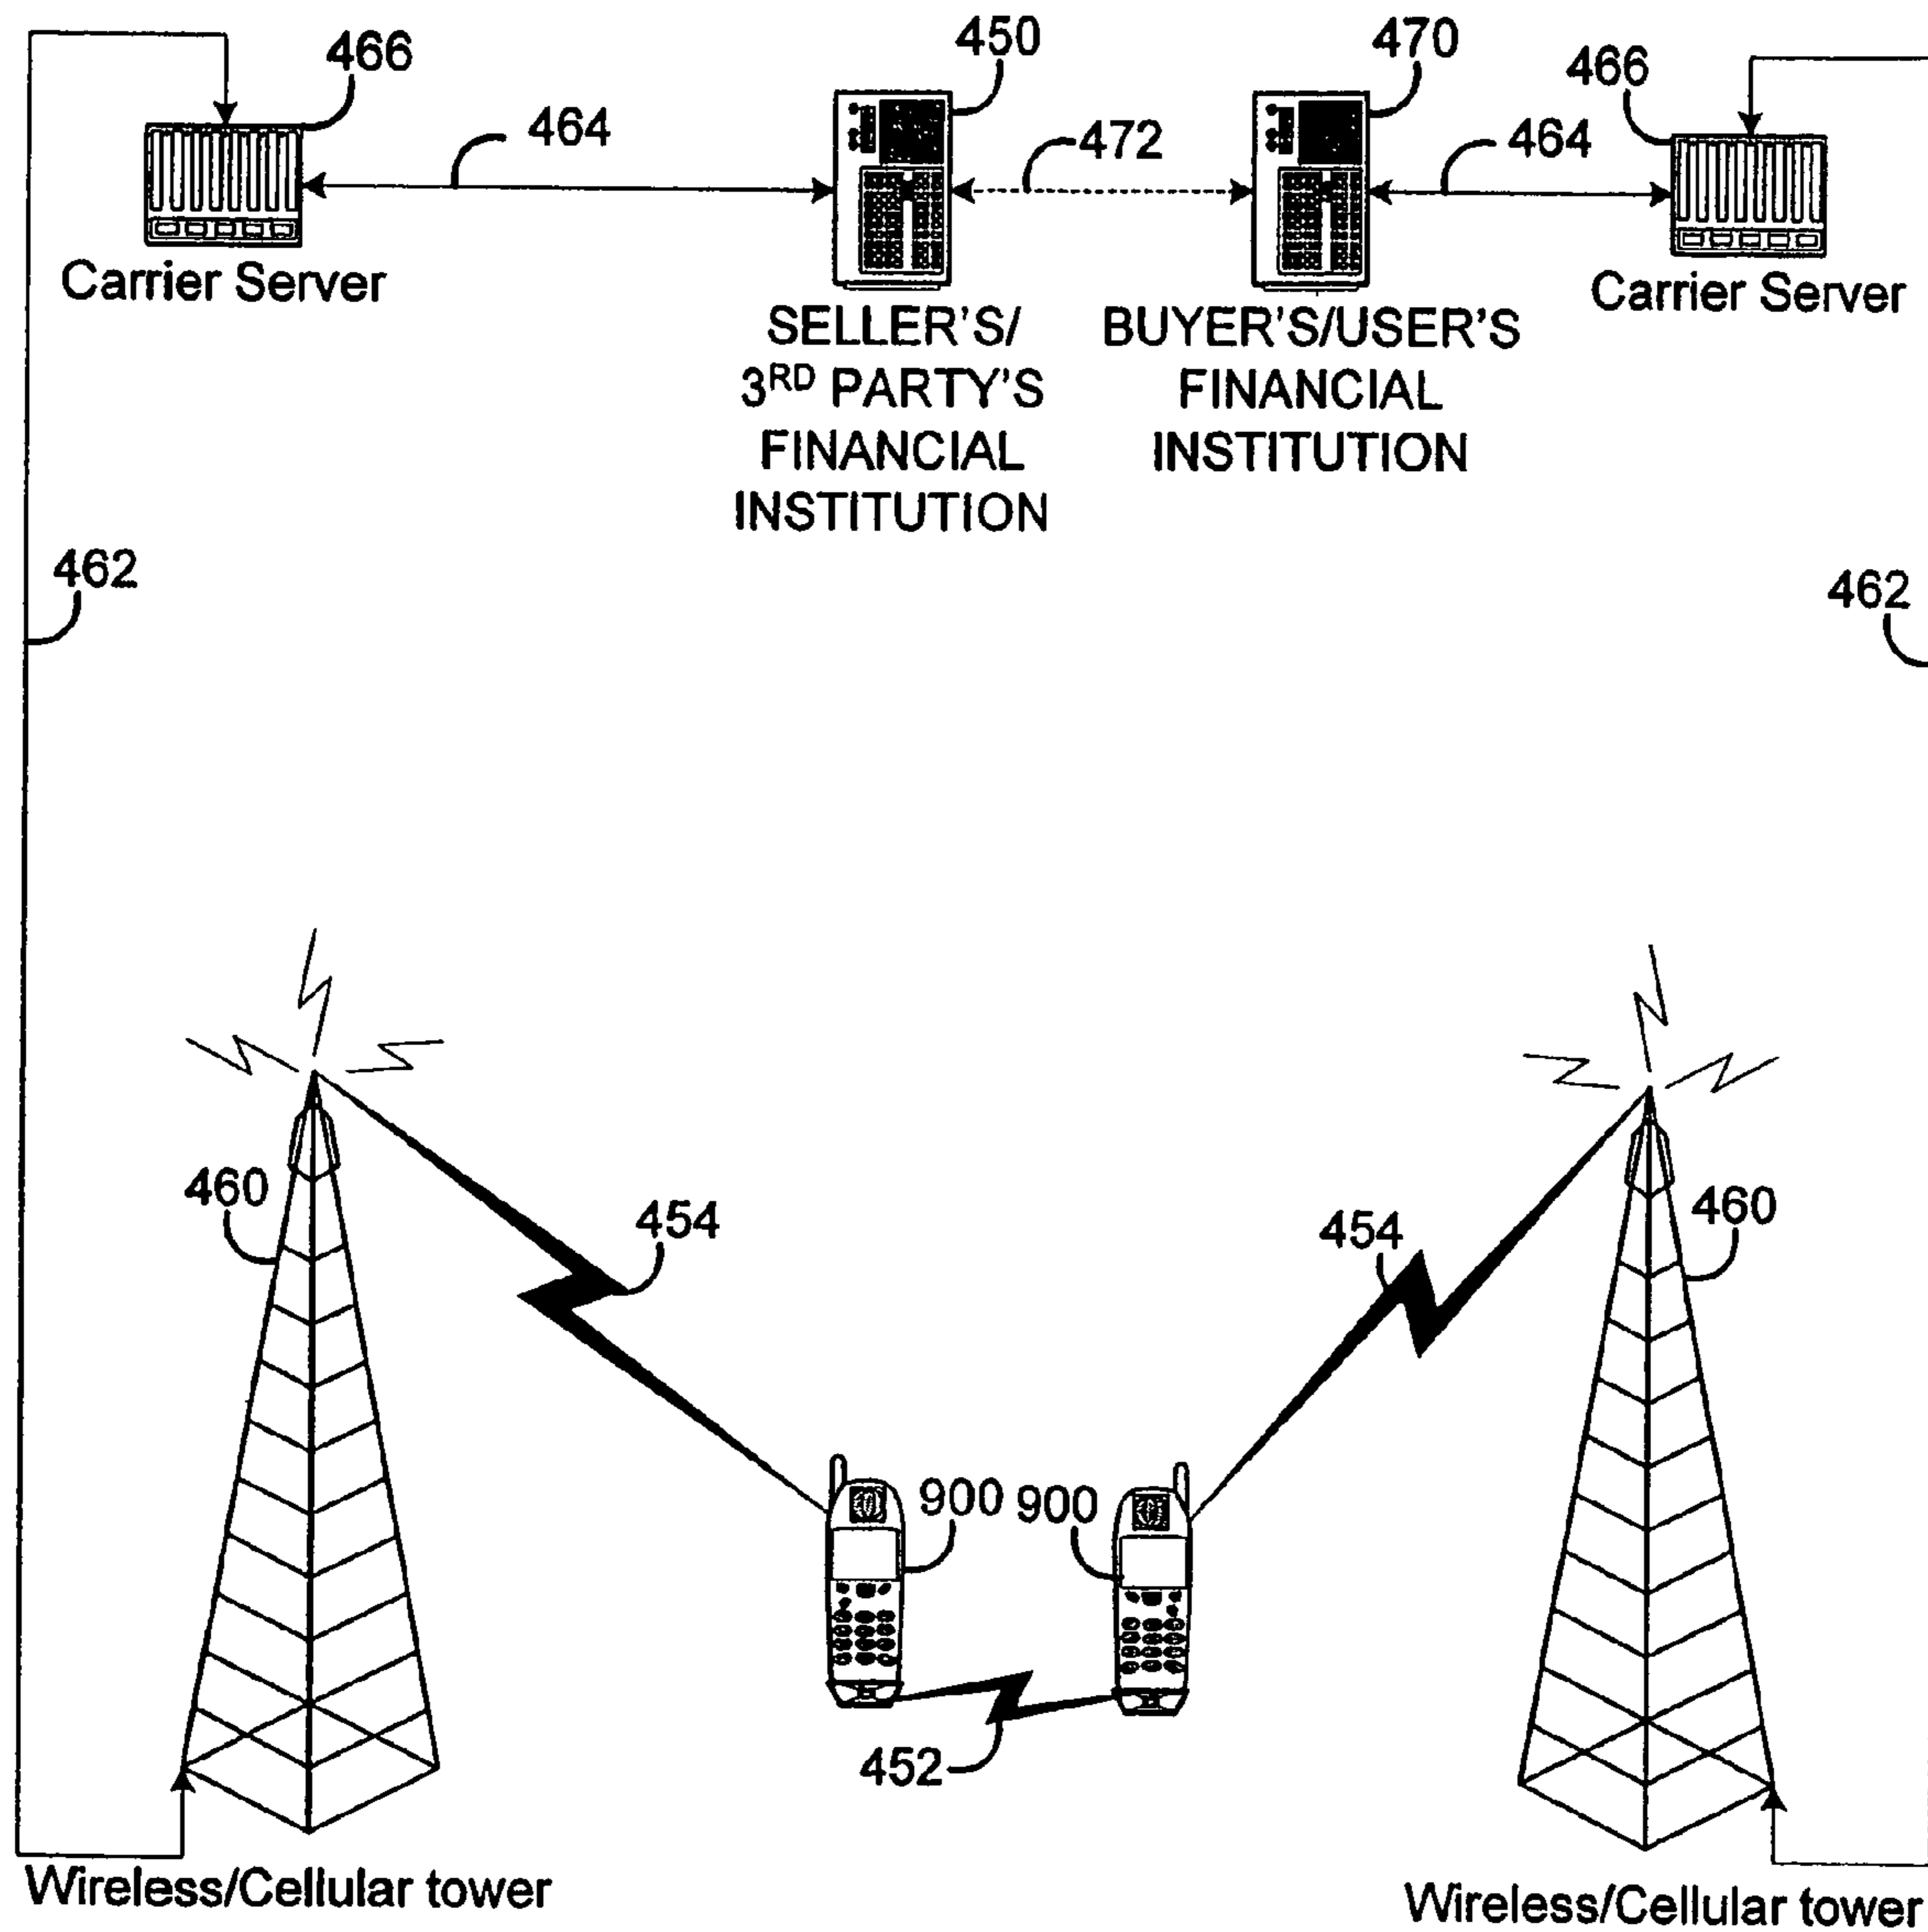 466
450
470
466
464
472
464
Carrier Server
Carrier Server
SELLER'S/
3RD PARTY'S
FINANCIAL
INSTITUTION
BUYER'S/USER'S
FINANCIAL
INSTITUTION
462
462
460
454
454
460
900
900
452
Wireless/Cellular tower
Wireless/Cellular tower